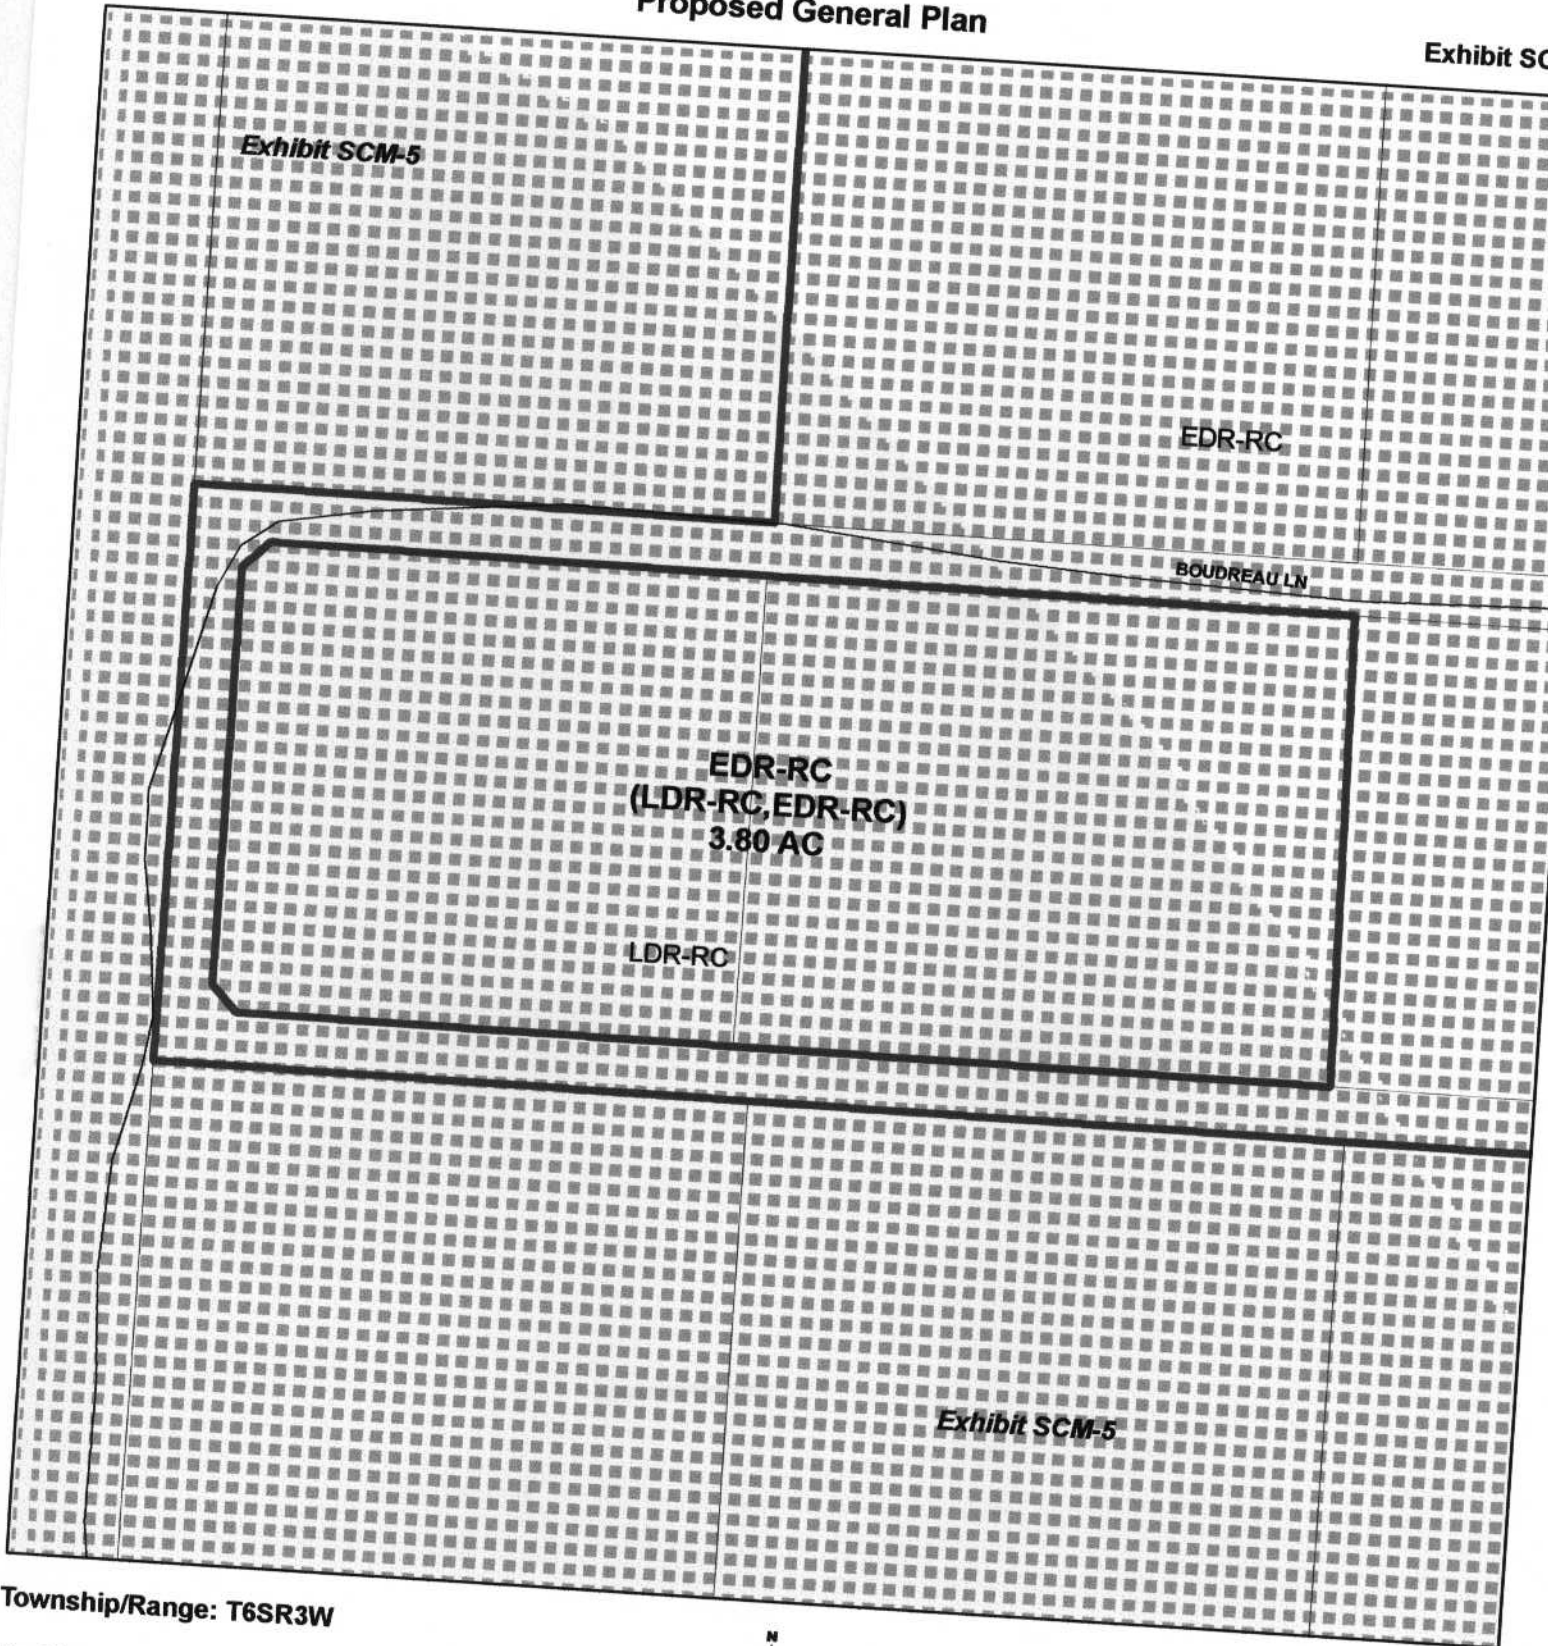 Proposed General Plan
Exhibit SC
Exhibit SCM-5
EDR-RC
BOUDREAU LN
EDR-RC
(LDR-RC,EDR-RC)
3.80 AC
LDR-RC
Exhibit SCM-5
Township/Range: T6SR3W
N